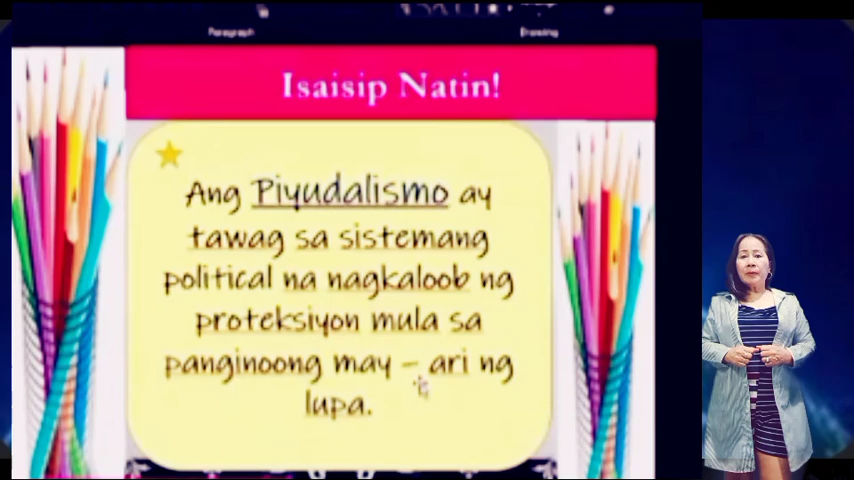 Paragraph
Isaisip Natin!
Ang Piyudalismo ay
tawag sa sistemang
political na nagkaloob ng
proteksiyon mula sa
panginoong may - ari ng
lupa.